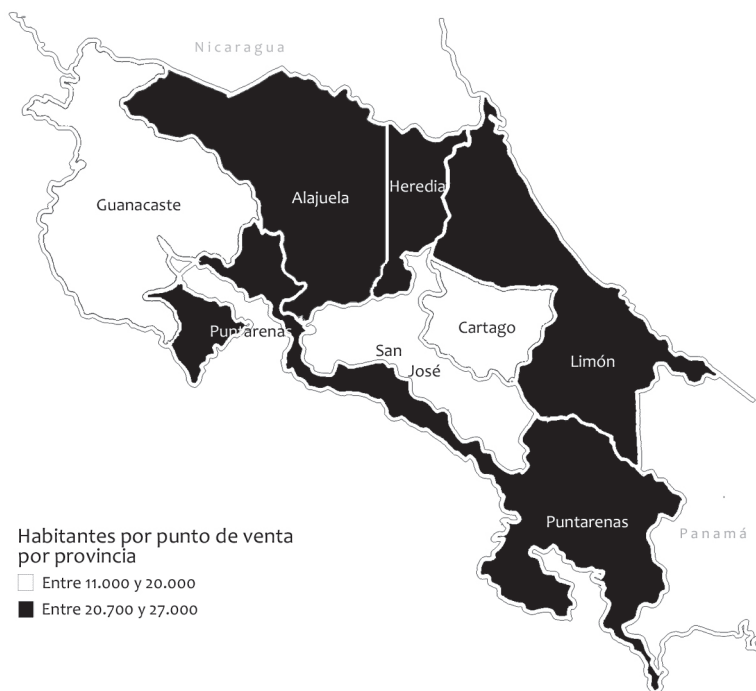 Nicaragua
Guanacaste
Alajuela
Heredia
Puntarenas
San
José
Cartago
Limón
Puntarenas
Panamá
Habitantes por punto de venta
por provincia
Entre 11.000 y 20.000
Entre 20.700 y 27.000